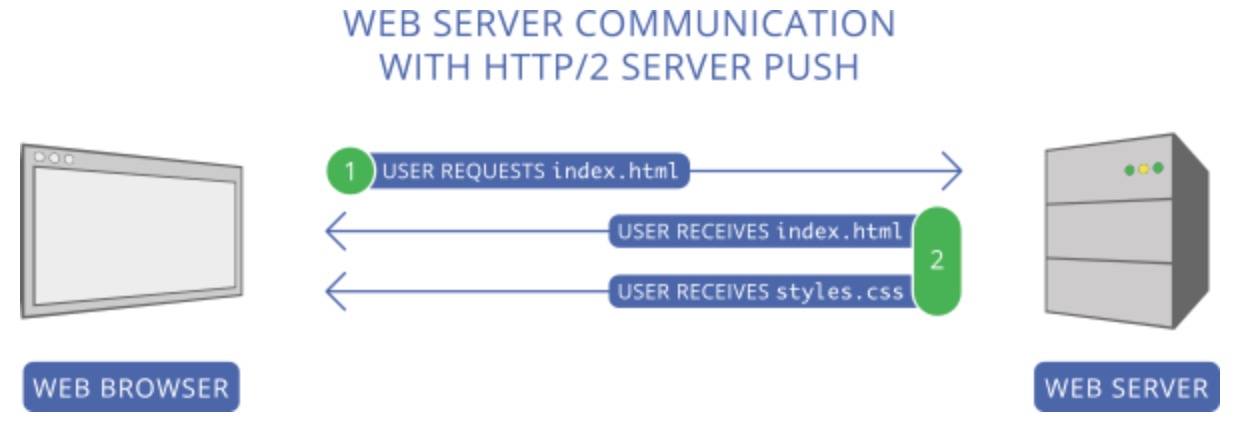 WEB SERVER COMMUNICATION
WITH HTTP/2 SERVER PUSH
1 USER REQUESTS index.html
USER RECEIVES index.html
2
USER RECEIVES styles.css
WEB BROWSER
WEB SERVER